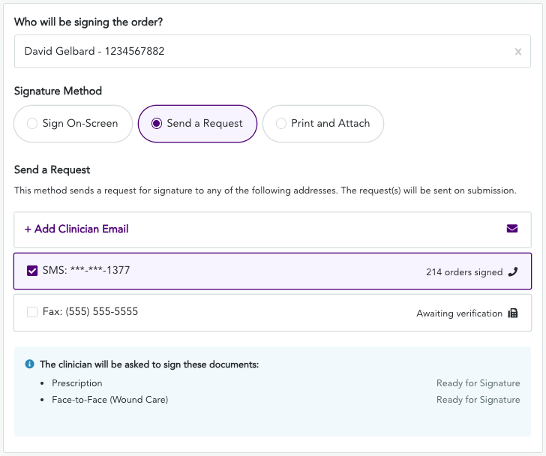 Who will be signing the order?
David Gelbard - 1234567882 x
Signature Method
Sign On-Screen Send a Request Print and Attach
Send a Request
This method sends a request for signature to any of the following addresses. The request(s) will be sent on submission.
+ Add Clinician Email
SMS: ***-***-1377 214 orders signed
Fax: (555) 555-5555 Awaiting verification
The clinician will be asked to sign these documents:
• Prescription Ready for Signature
• Face-to-Face (Wound Care) Ready for Signature